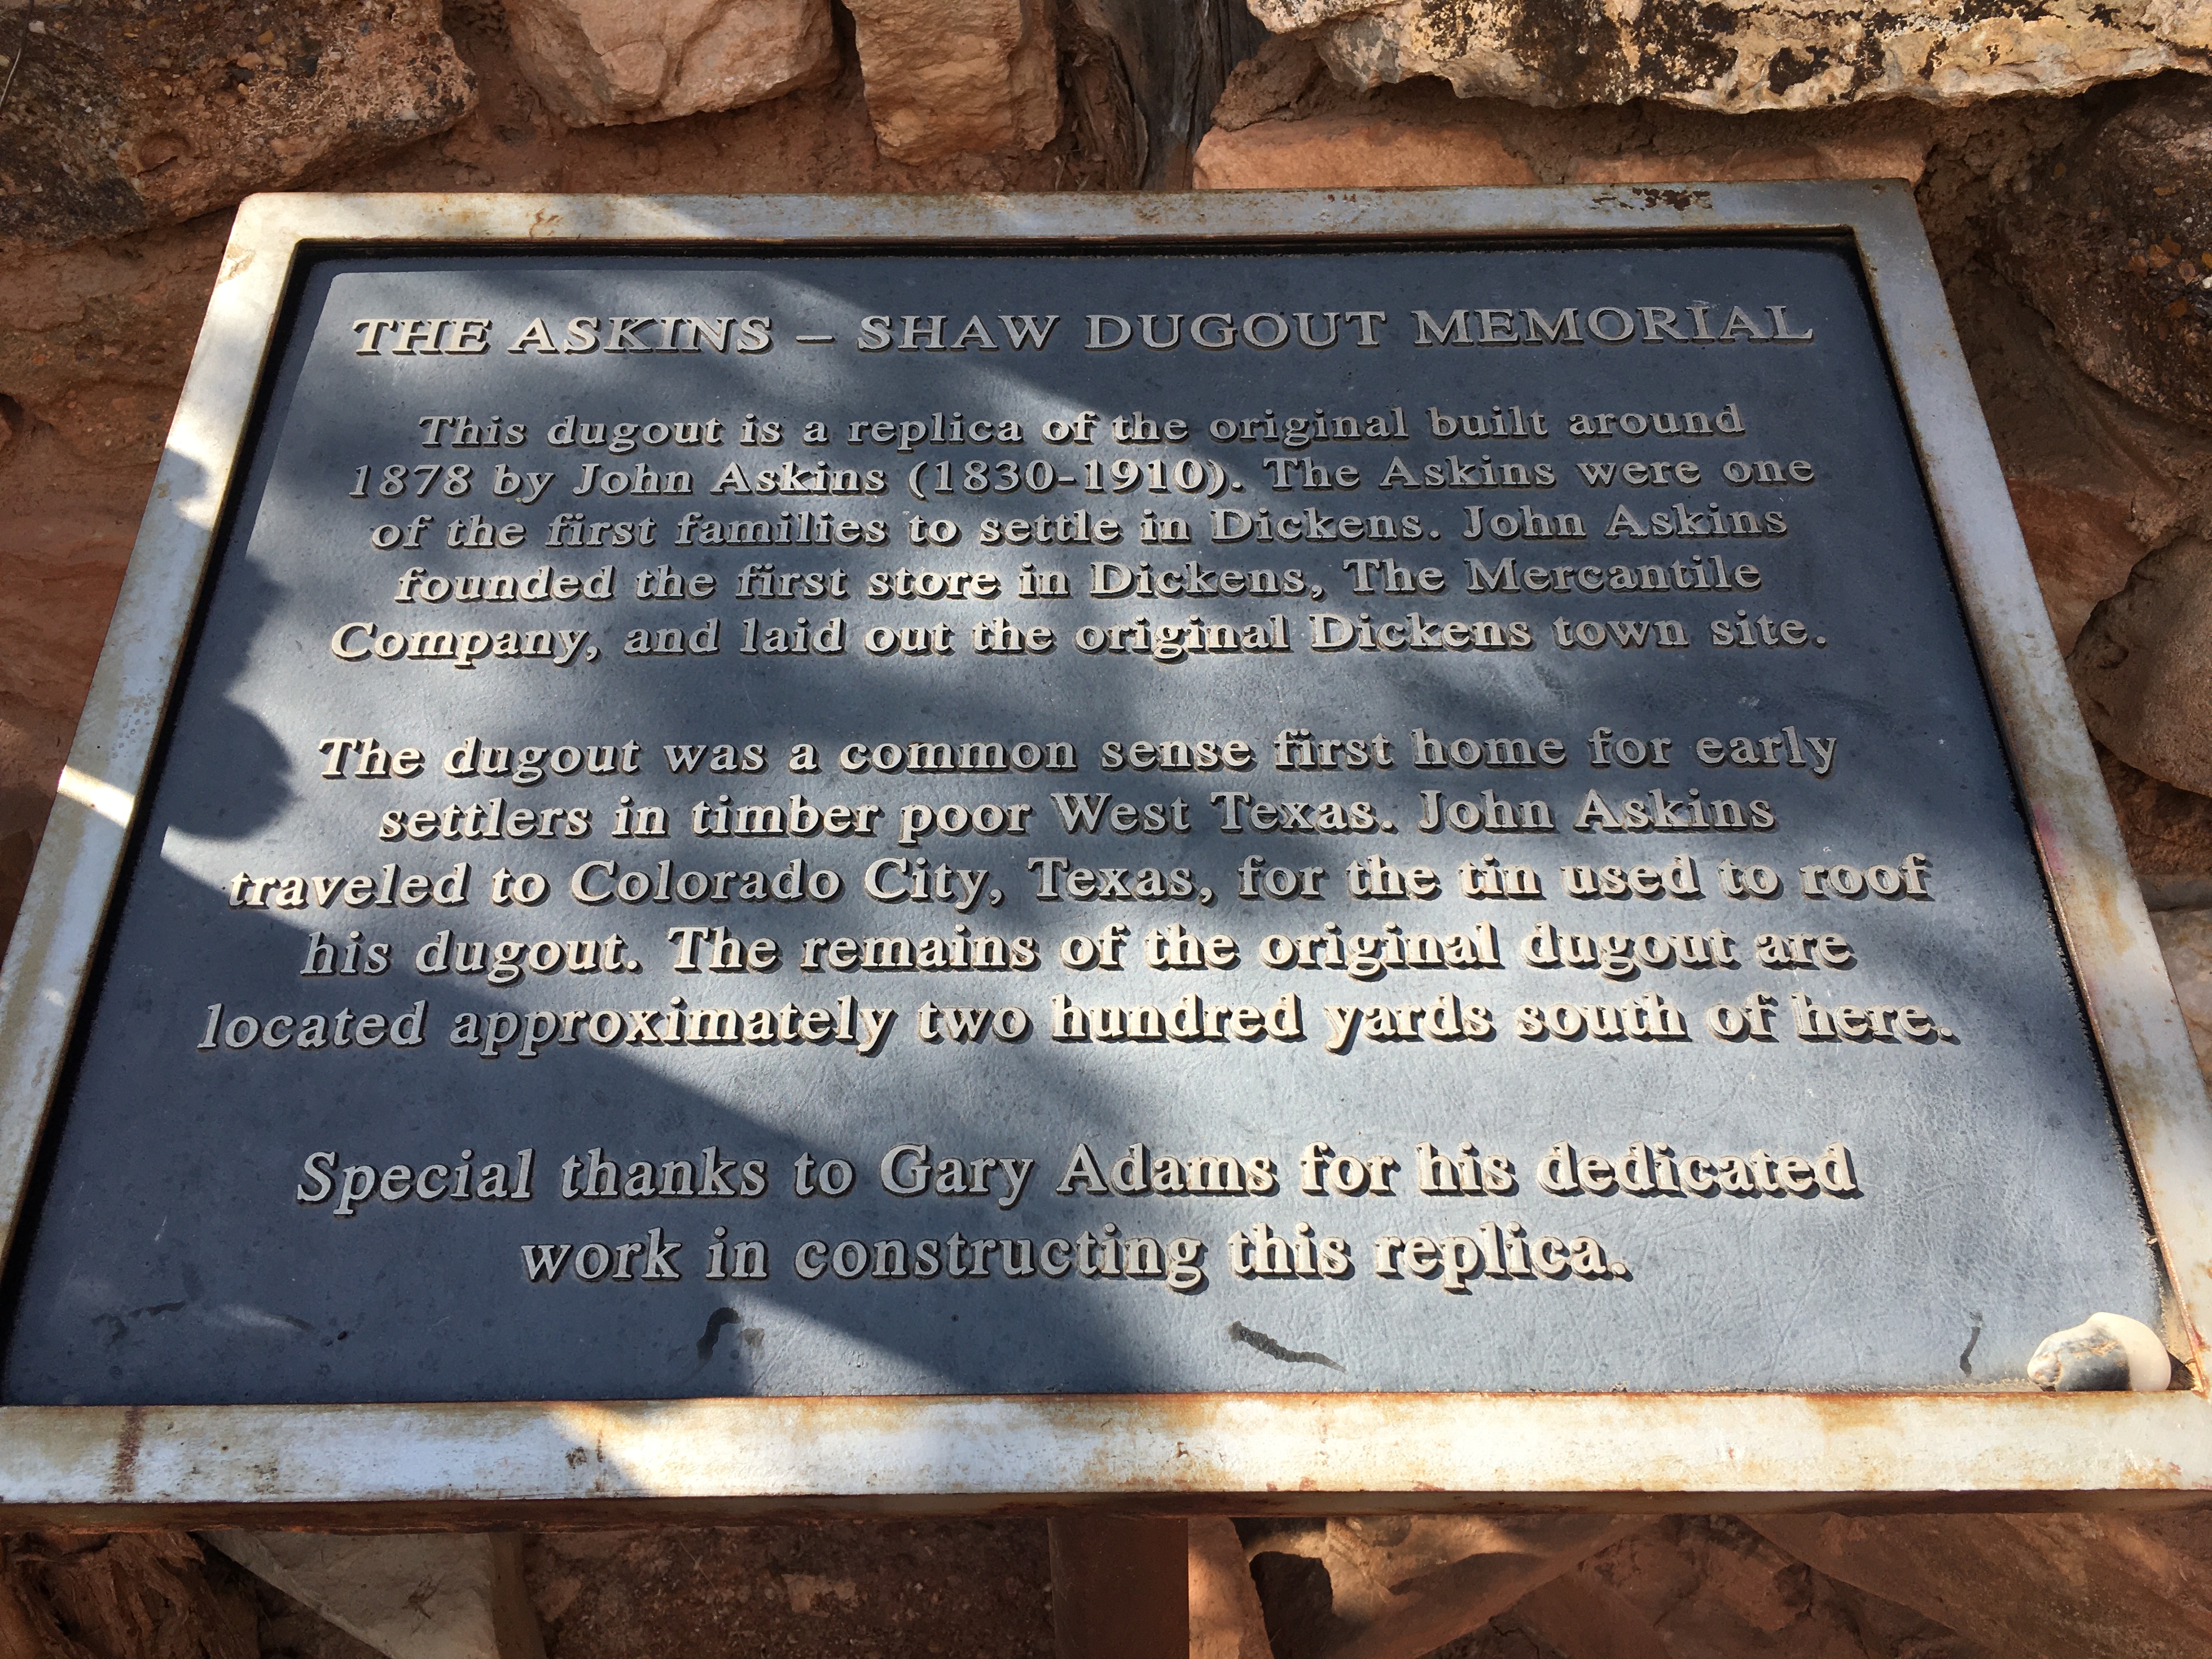 THE ASKINS – SHAW DUGOUT MEMORIAL
This dugout is a replica of the original built around
1878 by John Askins (1830-1910). The Askins were one
of the first families to settle in Dickens. John Askins
founded the first store in Dickens, The Mercantile
Company, and laid out the original Dickens town site.
The dugout was a common sense first home for early
settlers in timber poor West Texas. John Askins
traveled to Colorado City, Texas, for the tin used to roof
his dugout. The remains of the original dugout are
located approximately two hundred yards south of here.
Special thanks to Gary Adams for his dedicated
work in constructing this replica.